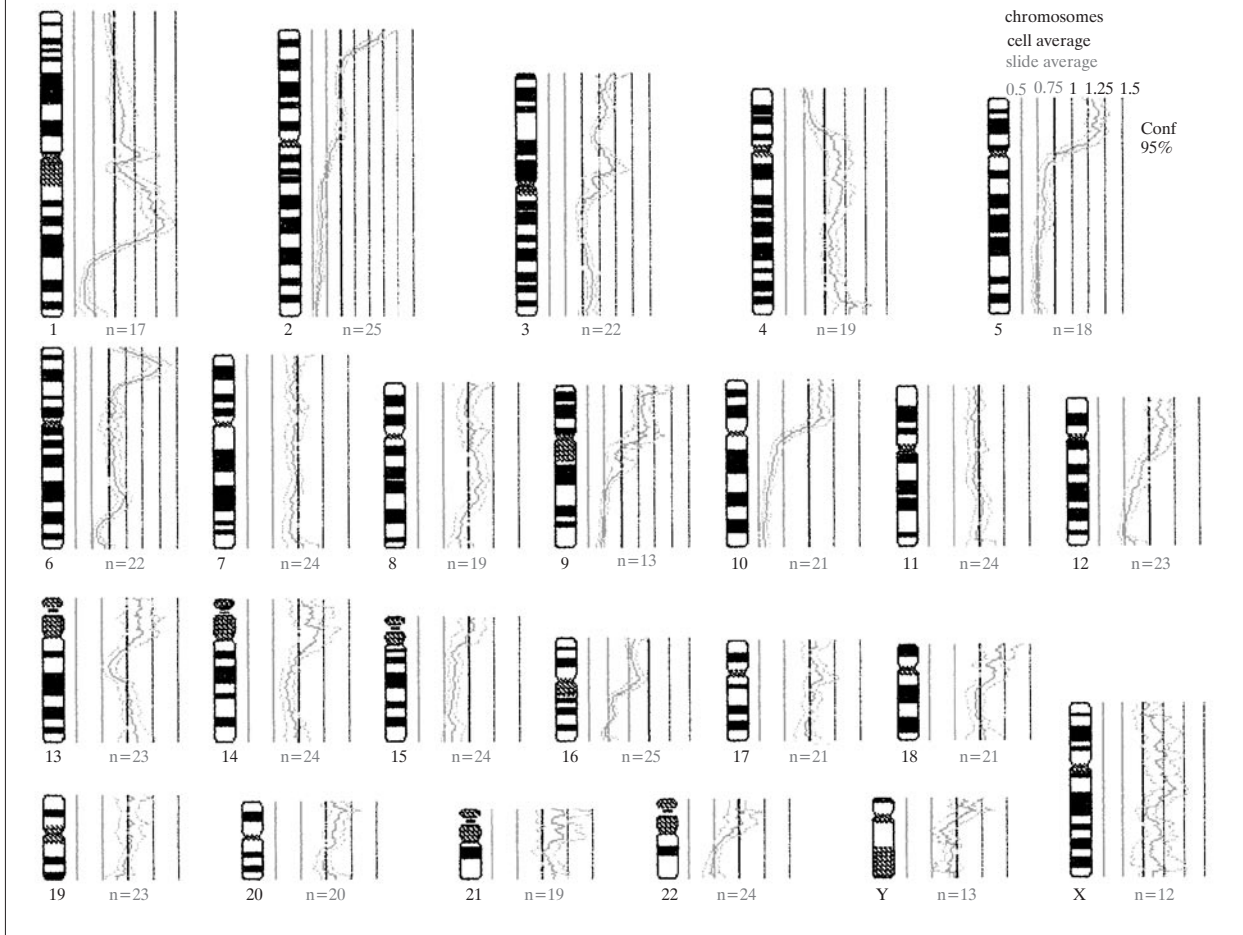 chromosomes
cell average
slide average
0.5 0.75 1 1.25 1.5
Conf
95%
1 n=17
2 n=25
3 n=22
4 n=19
5 n=18
6 n=22
7 n=24
8 n=19
9 n=13
10 n=21
11 n=24
12 n=23
13 n=23
14 n=24
15 n=24
16 n=25
17 n=21
18 n=21
19 n=23
20 n=20
21 n=19
22 n=24
Y n=13
X n=12